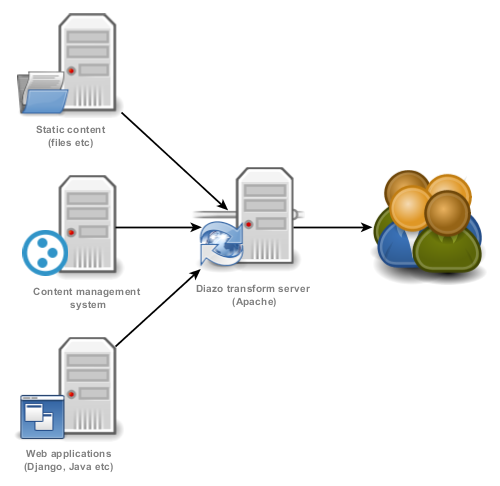 Static content
(files etc)
Content management
system
Diazo transform server
(Apache)
Web applications
(Django, Java etc)